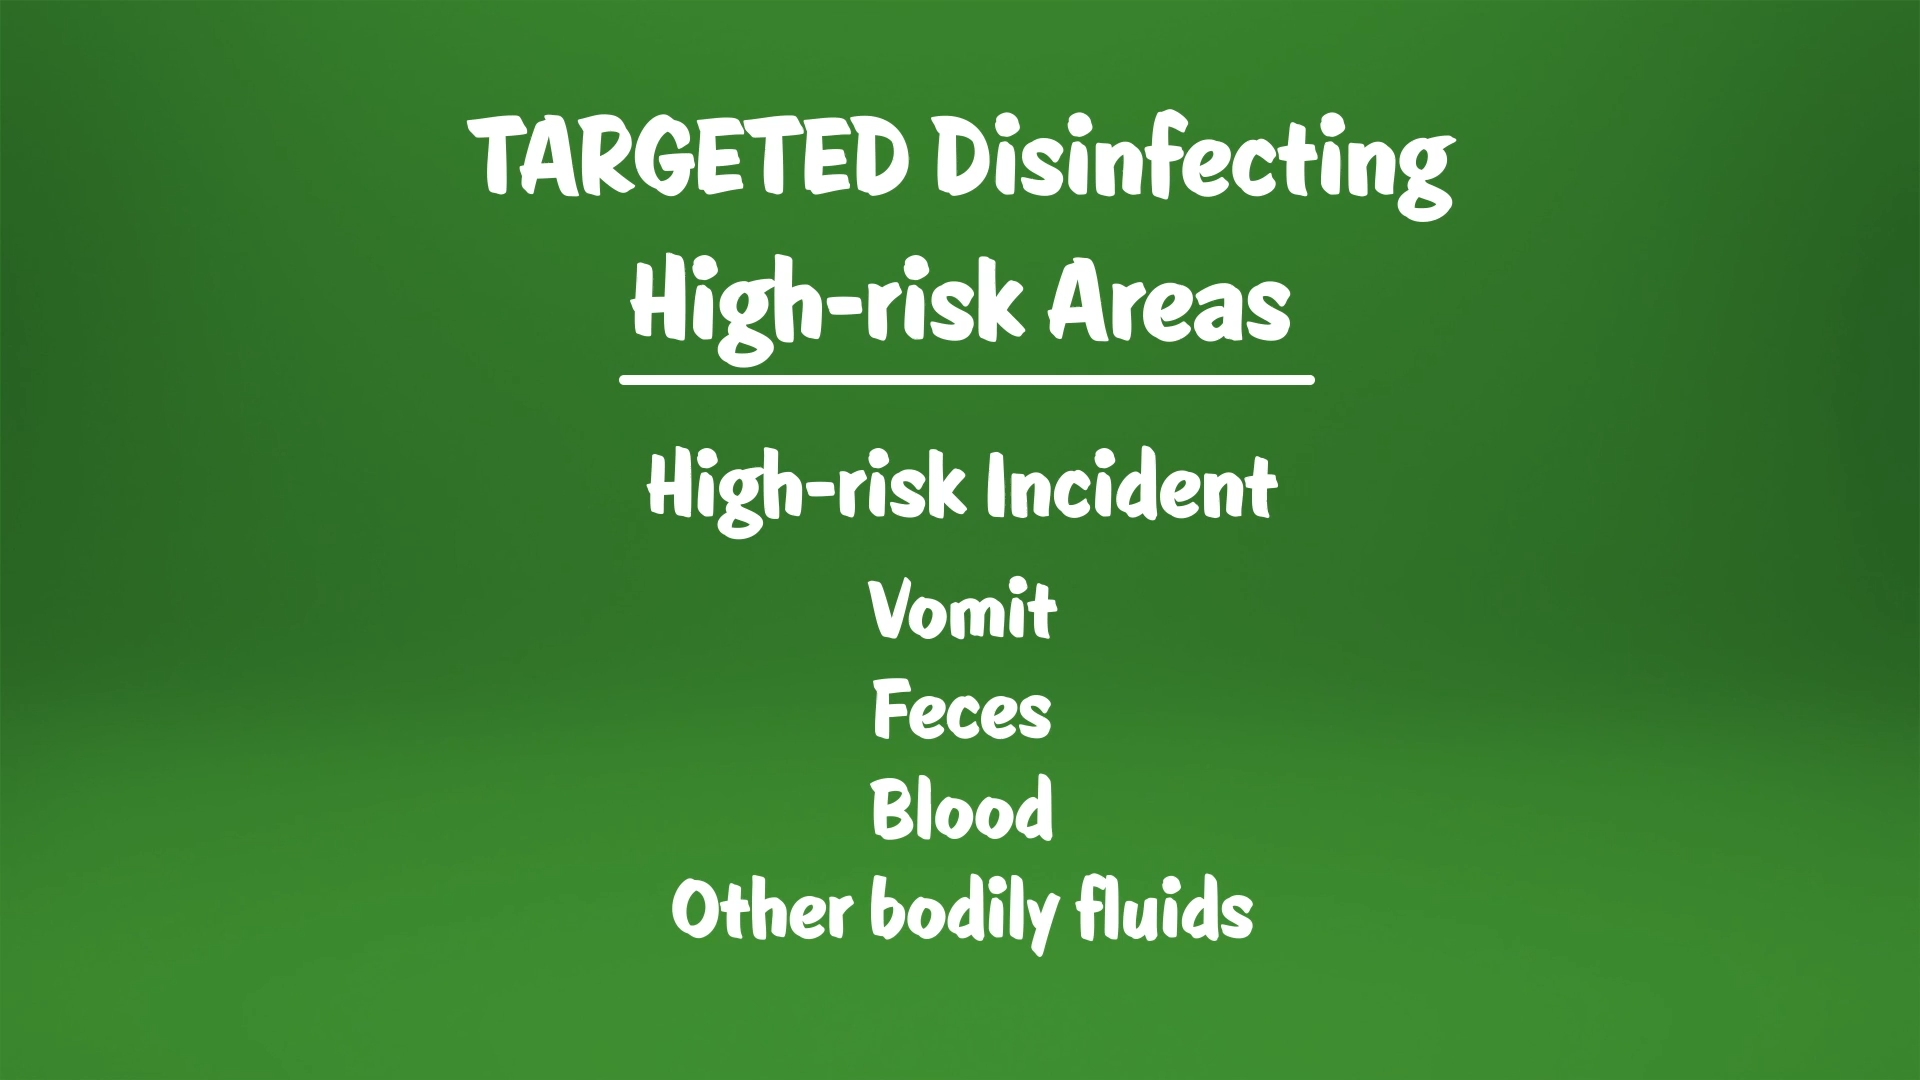 TARGETED Disinfecting
High-risk Areas
High-risk Incident
Vomit
Feces
Blood
Other bodily fluids